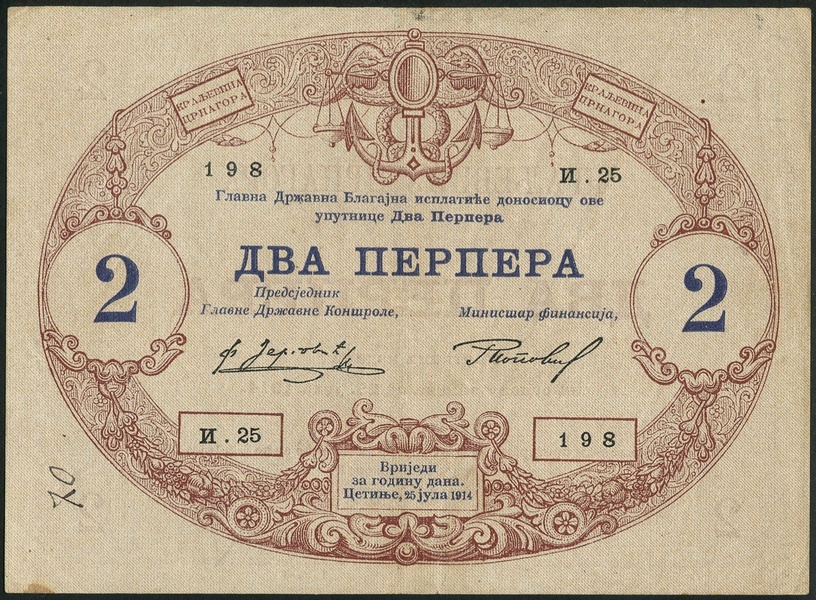 КРАЉЕВИНА
ЦРНАГОРА
КРАЉЕВИНА
ЦРНАГОРА
198
И.25
Главна Државна Благајна исплатиће доносиоцу ове
упутнице Два Перпера
2
ДВА ПЕРПЕРА
2
Предсједник
Главне Државне Контроле,
Министар финансија,
И.25
198
Вриједи
за годину дана.
Цетиње, 25 јула 1914
70